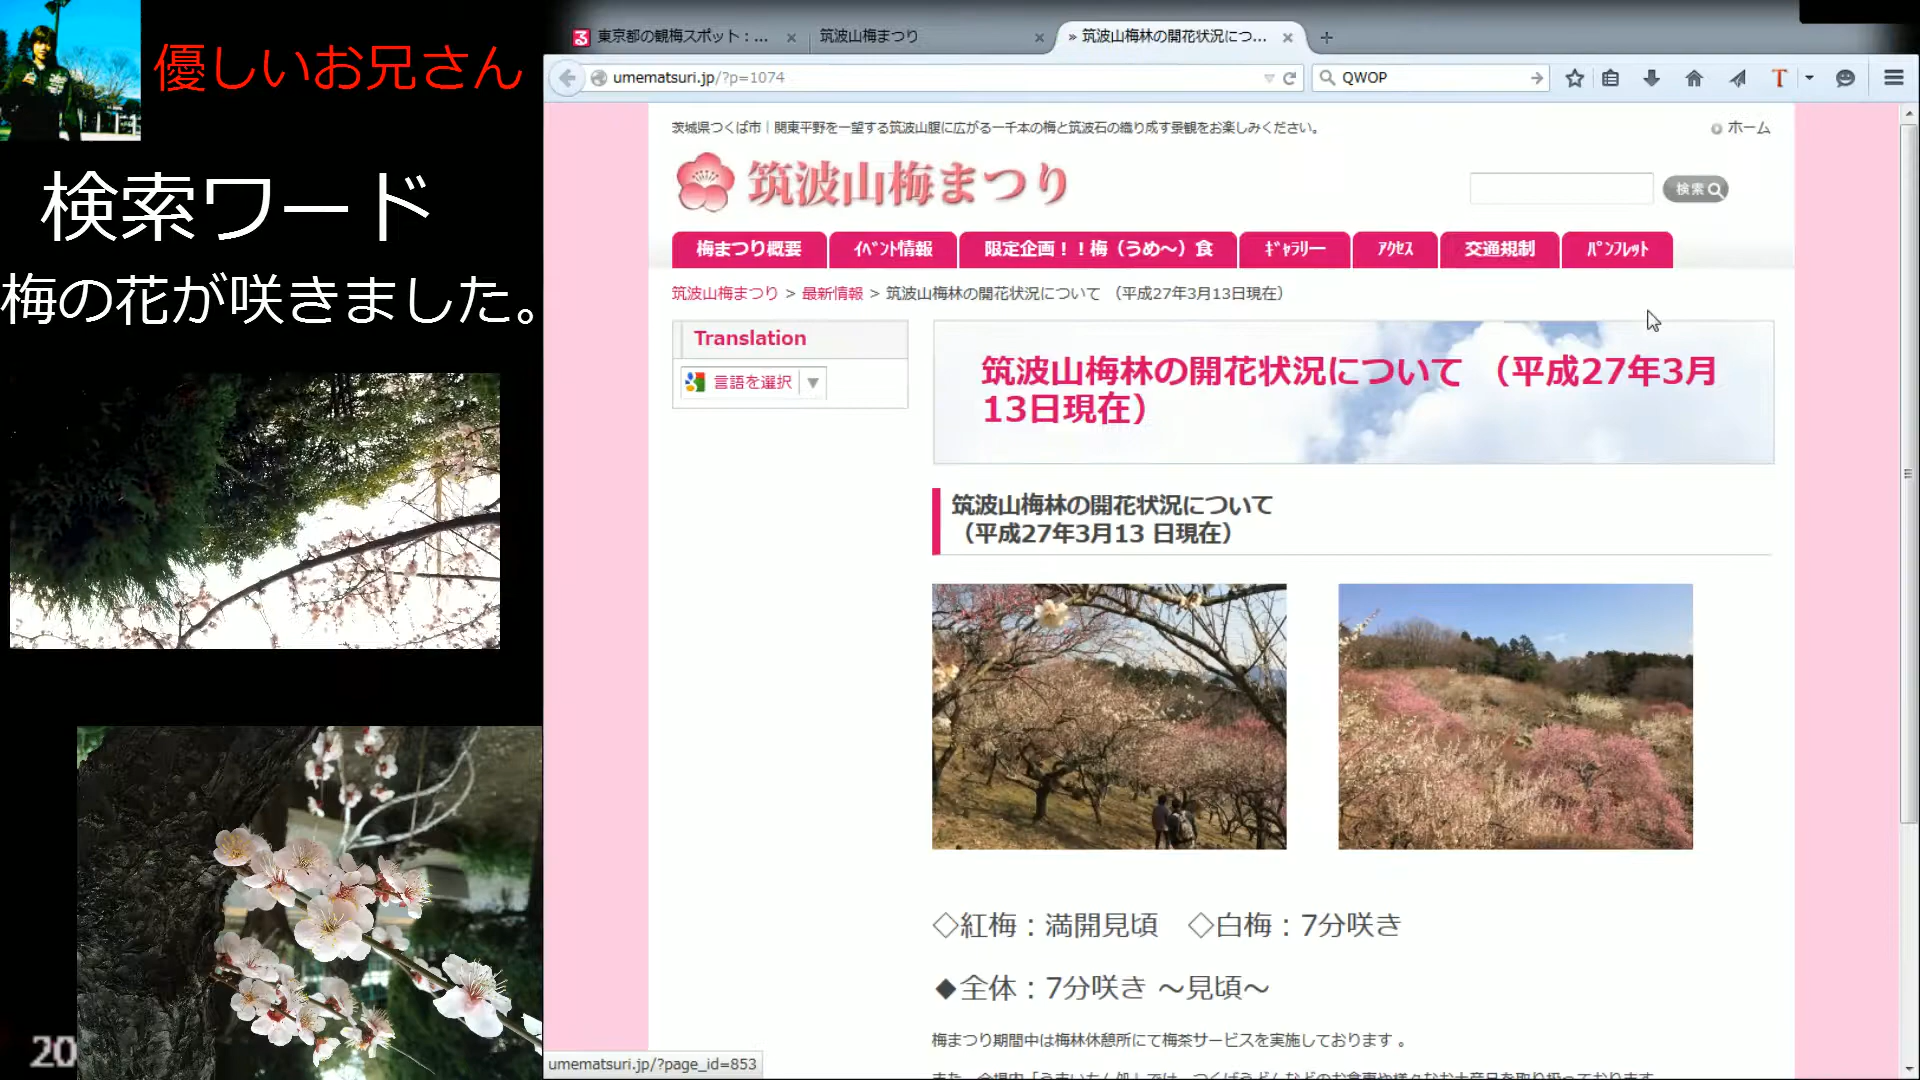 優しいお兄さん
検索ワード
梅の花が咲きました。
20
東京都の観梅スポット：...
筑波山梅まつり
» 筑波山梅林の開花状況につ...
umematsuri.jp/?p=1074
QWOP
茨城県つくば市｜関東平野を一望する筑波山腹に広がる一千本の梅と筑波石の織り成す景観をお楽しみください。
ホーム
筑波山梅まつり
検索
梅まつり概要
ｲﾍﾞﾝﾄ情報
限定企画！！梅（うめ〜）食
ｷﾞｬﾗﾘｰ
ｱｸｾｽ
交通規制
ﾊﾟﾝﾌﾚｯﾄ
筑波山梅まつり > 最新情報 > 筑波山梅林の開花状況について （平成27年3月13日現在）
Translation
言語を選択
筑波山梅林の開花状況について （平成27年3月
13日現在）
筑波山梅林の開花状況について
（平成27年3月13 日現在）
◇紅梅：満開見頃　◇白梅：7分咲き
◆全体：7分咲き ～見頃～
梅まつり期間中は梅林休憩所にて梅茶サービスを実施しております 。
umematsuri.jp/?page_id=853